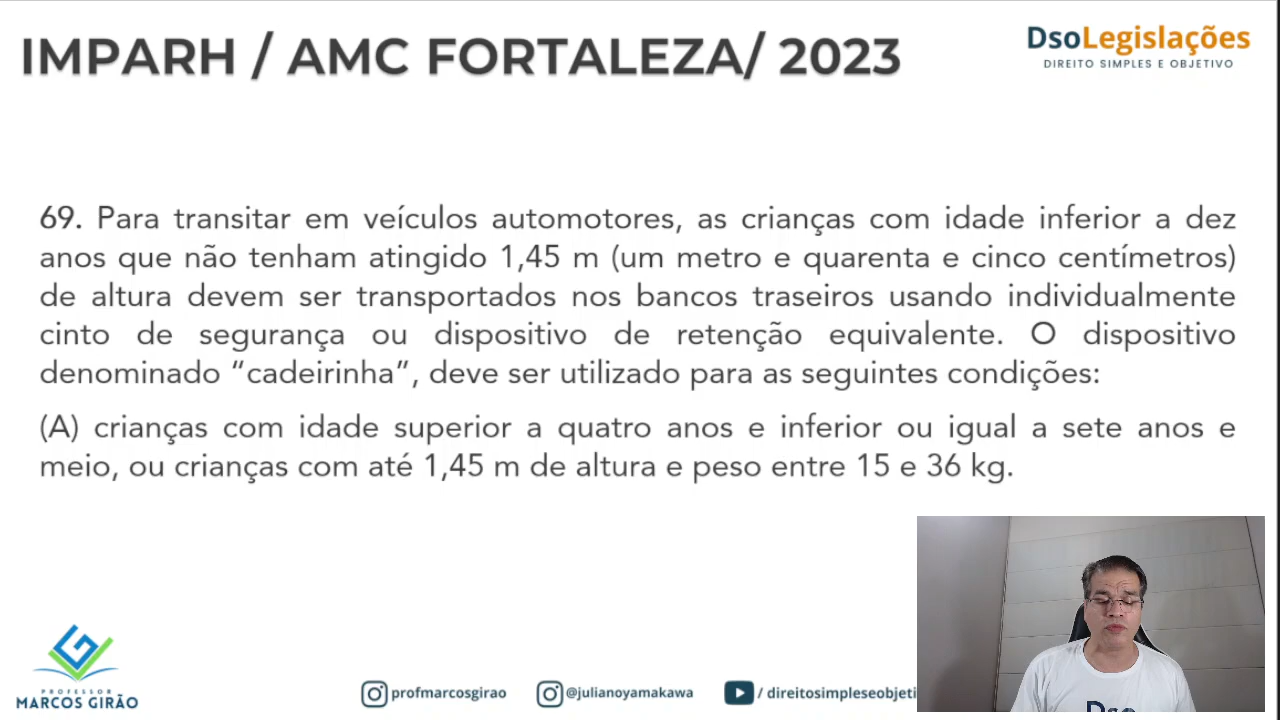 IMPARH / AMC FORTALEZA/ 2023
DsoLegislações
DIREITO SIMPLES E OBJETIVO
69. Para transitar em veículos automotores, as crianças com idade inferior a dez
anos que não tenham atingido 1,45 m (um metro e quarenta e cinco centímetros)
de altura devem ser transportados nos bancos traseiros usando individualmente
cinto de segurança ou dispositivo de retenção equivalente. O dispositivo
denominado “cadeirinha”, deve ser utilizado para as seguintes condições:
(A) crianças com idade superior a quatro anos e inferior ou igual a sete anos e
meio, ou crianças com até 1,45 m de altura e peso entre 15 e 36 kg.
PROFESSOR
MARCOS GIRÃO
profmarcosgirao
@julianoyamakawa
/ direitosimpleseobjeti
Dso